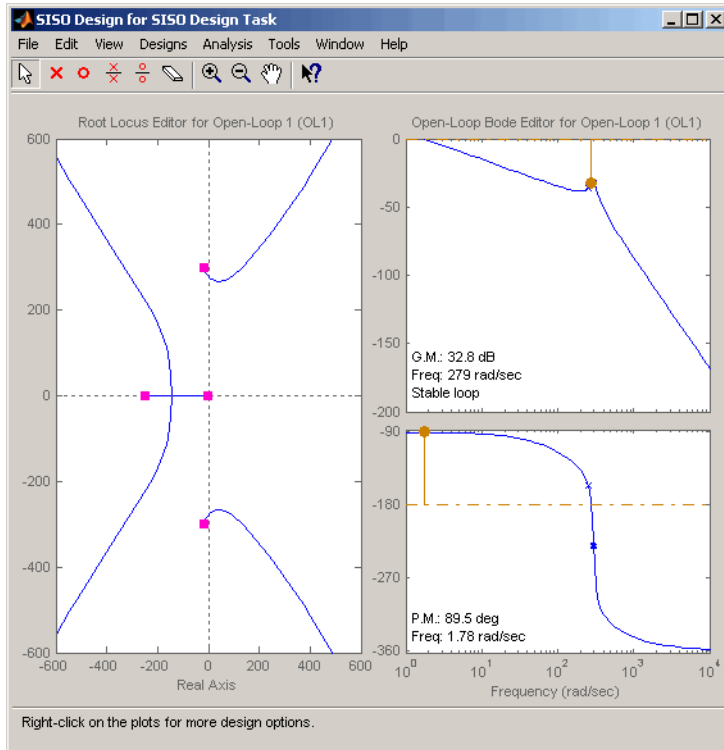 SISO Design for SISO Design Task
File Edit View Designs Analysis Tools Window Help
Root Locus Editor for Open-Loop 1 (OL1)
600
400
200
0
-200
-400
-600
-600 -400 -200 0 200 400 600
Real Axis
Open-Loop Bode Editor for Open-Loop 1 (OL1)
0
-50
-100
-150
-200
G.M.: 32.8 dB
Freq: 279 rad/sec
Stable loop
-90
-180
-270
-360
P.M.: 89.5 deg
Freq: 1.78 rad/sec
10^0 10^1 10^2 10^3 10^4
Frequency (rad/sec)
Right-click on the plots for more design options.